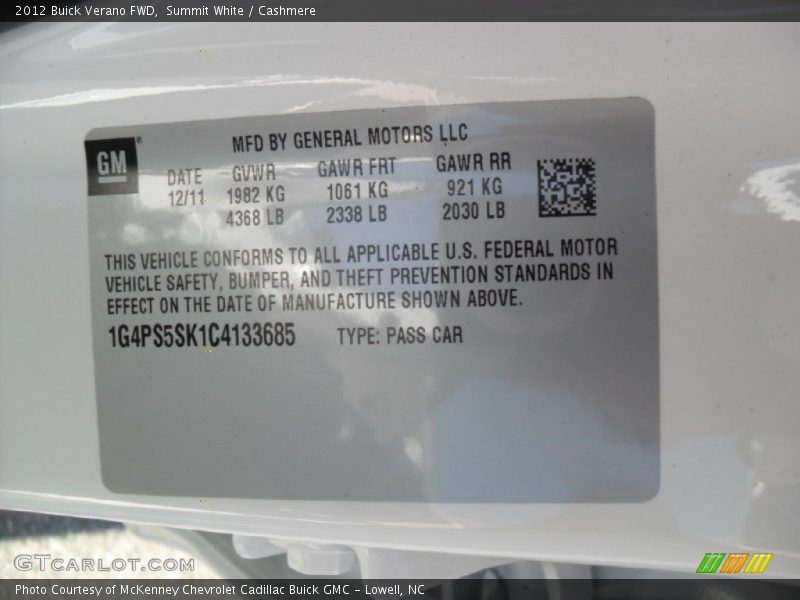 2012 Buick Verano FWD,  Summit White / Cashmere
GM
MFD BY GENERAL MOTORS LLC
DATE GVWR GAWR FRT GAWR RR
12/11 1982 KG 1061 KG 921 KG
4368 LB 2338 LB 2030 LB
THIS VEHICLE CONFORMS TO ALL APPLICABLE U.S. FEDERAL MOTOR
VEHICLE SAFETY, BUMPER, AND THEFT PREVENTION STANDARDS IN
EFFECT ON THE DATE OF MANUFACTURE SHOWN ABOVE.
1G4PS5SK1C4133685 TYPE: PASS CAR
GTCARLOT.COM
Photo Courtesy of McKenney Chevrolet Cadillac Buick GMC – Lowell, NC